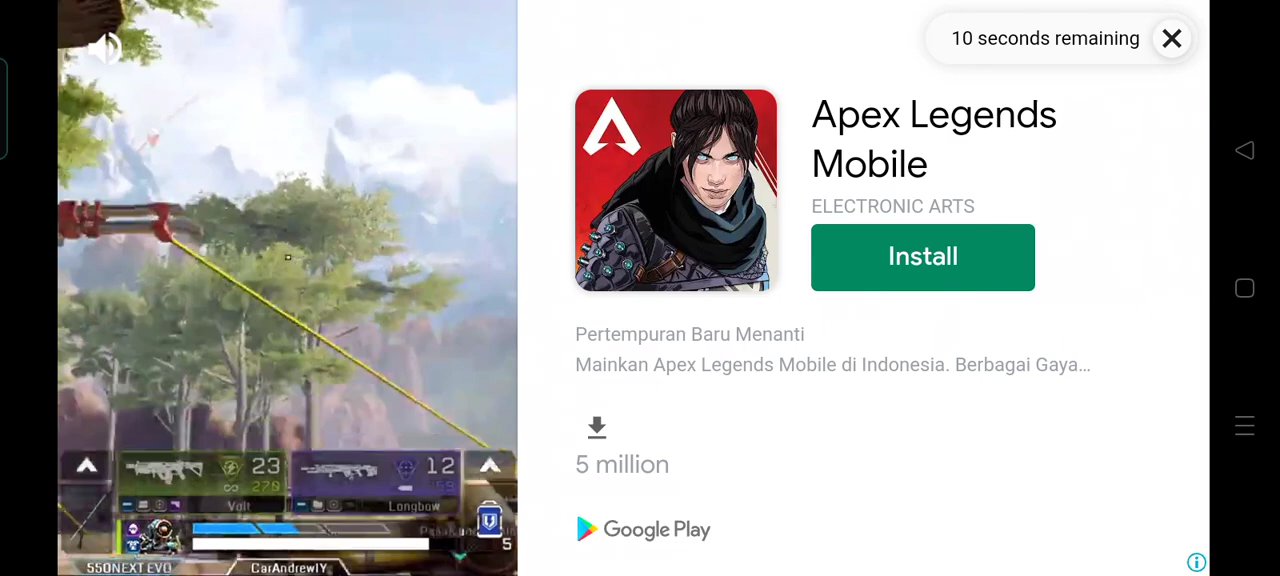 10 seconds remaining
Apex Legends
Mobile
ELECTRONIC ARTS
Install
Pertempuran Baru Menanti
Mainkan Apex Legends Mobile di Indonesia. Berbagai Gaya...
5 million
Google Play
23
270
Volt
12
Longbow
5
550NEXT EVO
CarAndrewIY